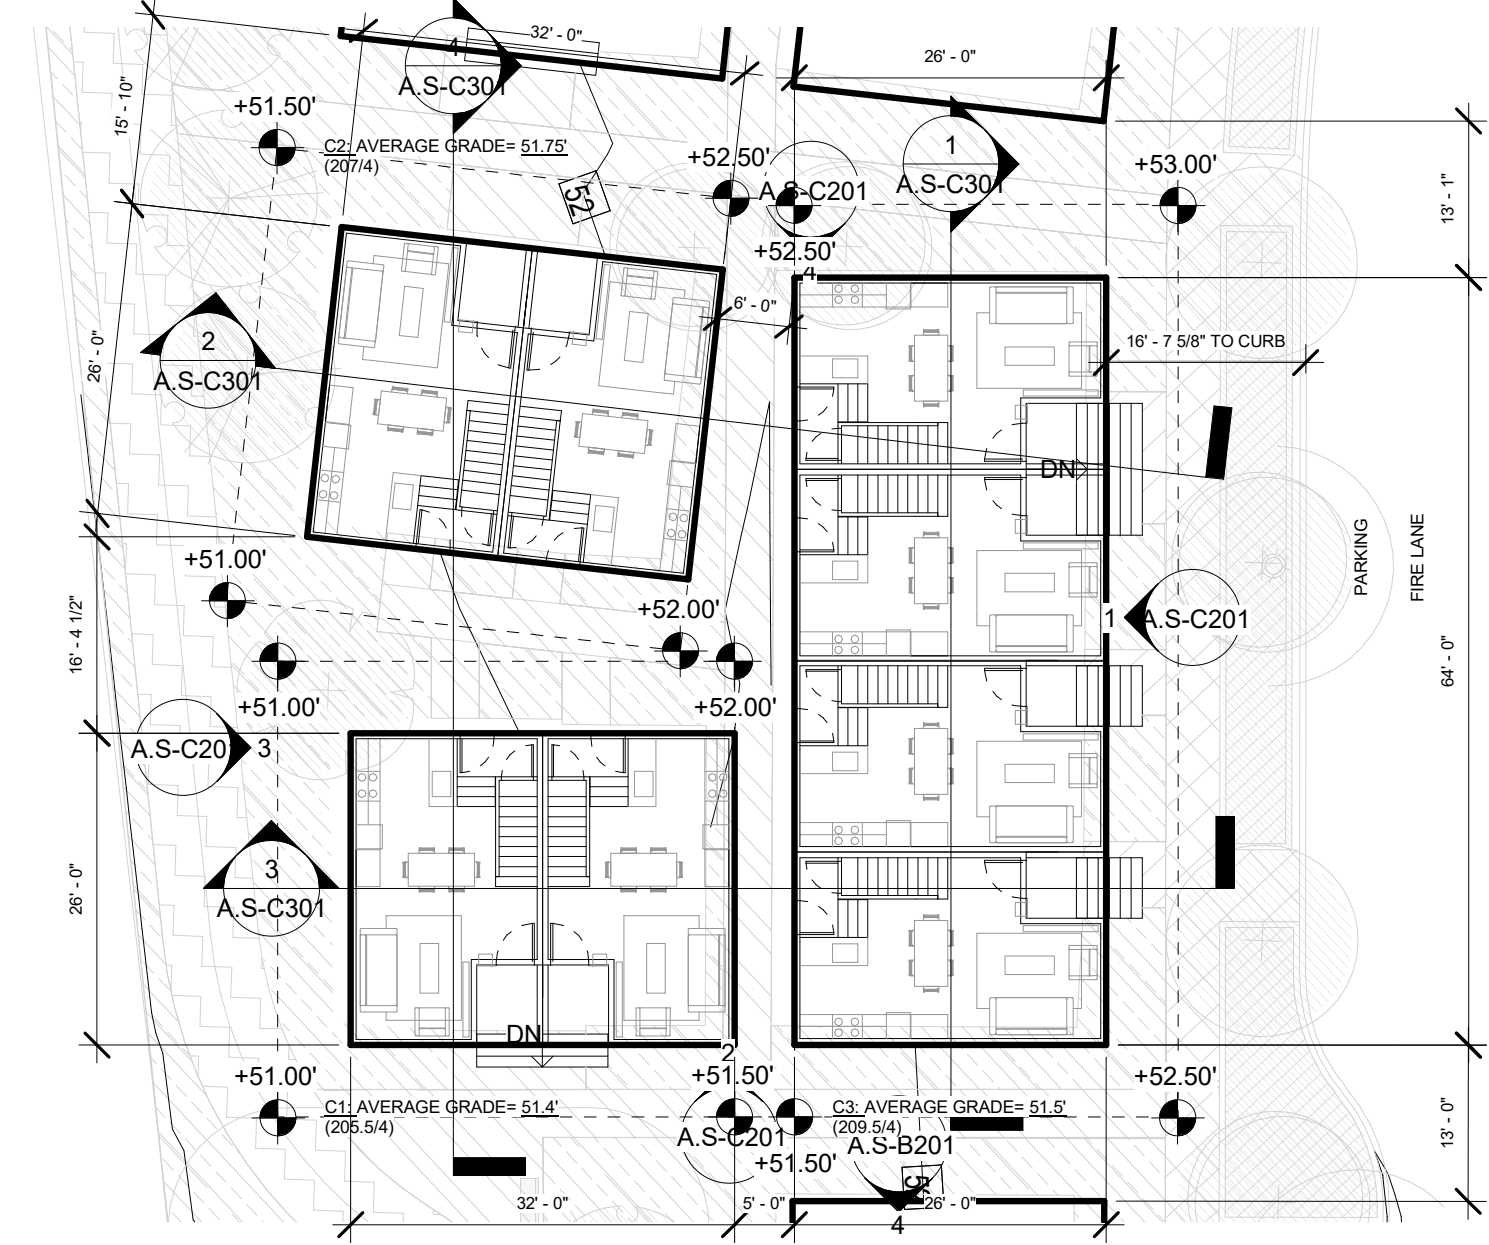 32' - 0"
4
A.S-C301
26' - 0"
15' - 10"
+51.50'
C2: AVERAGE GRADE= 51.75'
(207/4)
52
+52.50'
A.S-C201
1
A.S-C301
+53.00'
13' - 1"
+52.50'
4
6' - 0"
2
A.S-C301
26' - 0"
16' - 7 5/8" TO CURB
DN
PARKING
FIRE LANE
+51.00'
+52.00'
1
A.S-C201
16' - 4 1/2"
64' - 0"
+51.00'
+52.00'
A.S-C201
3
3
A.S-C301
26' - 0"
DN
2
+51.00'
+51.50'
+52.50'
C1: AVERAGE GRADE= 51.4'
(205.5/4)
C3: AVERAGE GRADE= 51.5'
(209.5/4)
A.S-C201
A.S-B201
+51.50'
13' - 0"
32' - 0"
5' - 0"
26' - 0"
4